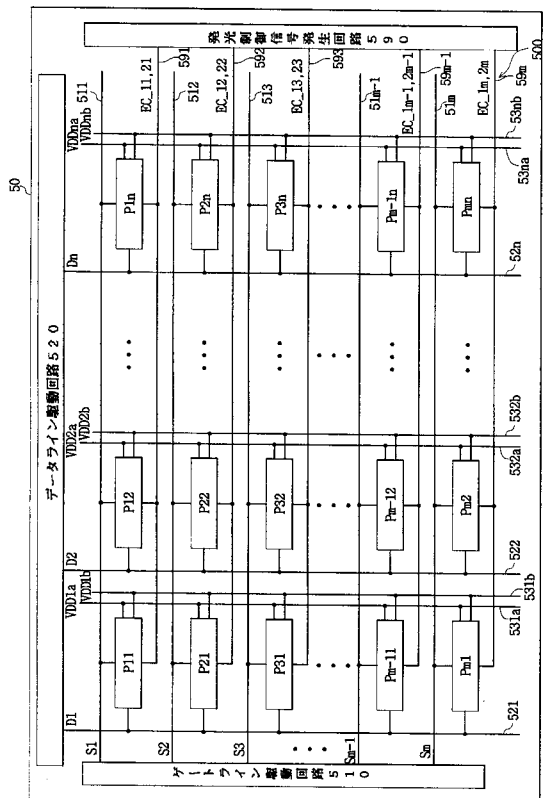 50
データライン駆動回路520
D1
VDD1a
VDD1b
D2
VDD2a
VDD2b
Dn
VDDna
VDDnb
S1
511
P11
P12
P1n
EC_11,21
591
S2
512
P21
P22
P2n
EC_12,22
592
S3
513
P31
P32
P3n
EC_13,23
593
Sm-1
51m-1
Pm-11
Pm-12
Pm-1n
EC_1m-1,2m-1
59m-1
Sm
51m
Pm1
Pm2
Pmn
EC_1m,2m
59m
500
ゲートライン駆動回路510
発光制御信号発生回路590
521
531a
531b
522
532a
532b
52n
53na
53nb